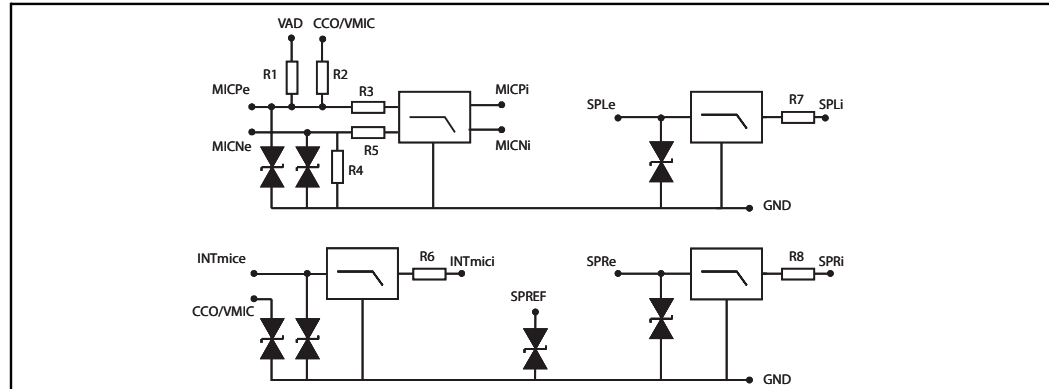 VAD CCO/VMIC
R1 R2
R3
MICPe MICPi
R7
SPLe SPLi
MICNe MICNi
R5
R4
GND
INTmice R6 INTmici
SPRe R8 SPRi
CCO/VMIC SPREF
GND